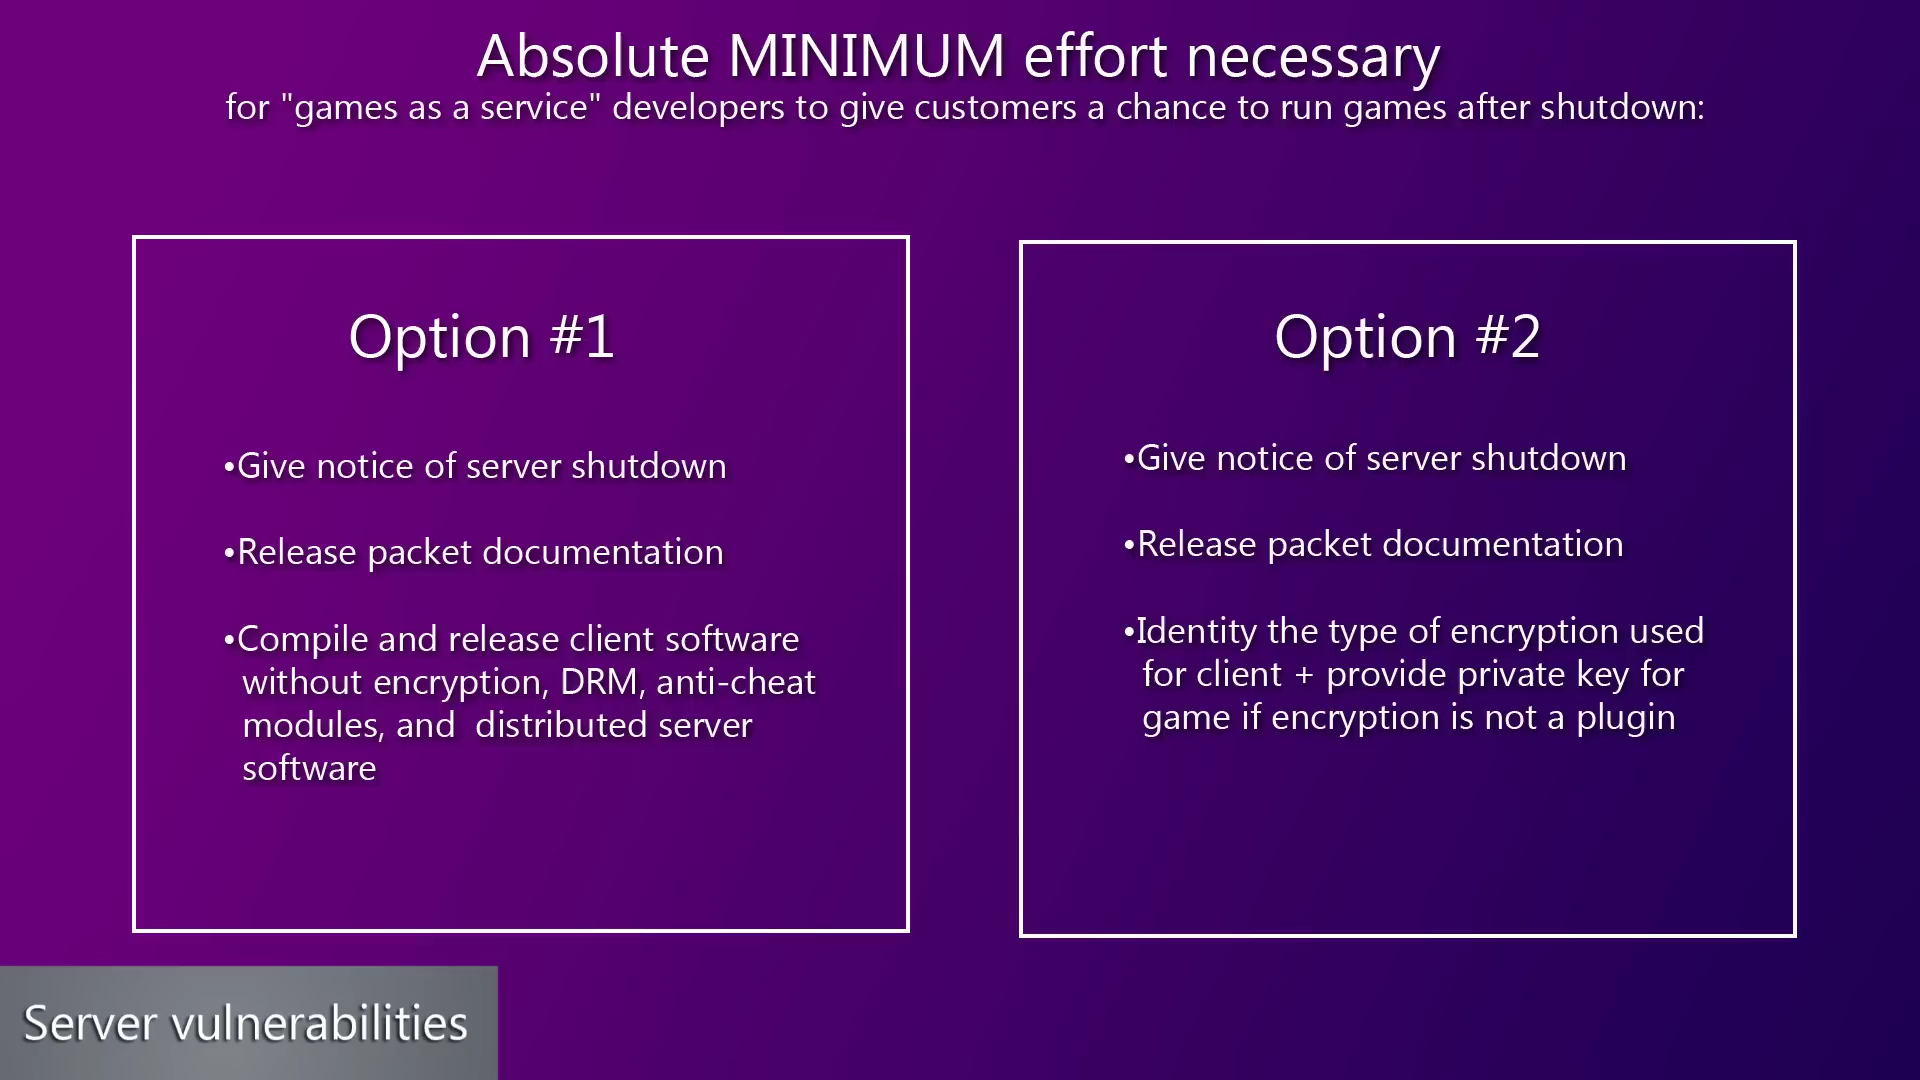 Absolute MINIMUM effort necessary
for "games as a service" developers to give customers a chance to run games after shutdown:
Option #1
•Give notice of server shutdown
•Release packet documentation
•Compile and release client software
without encryption, DRM, anti-cheat
modules, and  distributed server
software
Option #2
•Give notice of server shutdown
•Release packet documentation
•Identity the type of encryption used
for client + provide private key for
game if encryption is not a plugin
Server vulnerabilities